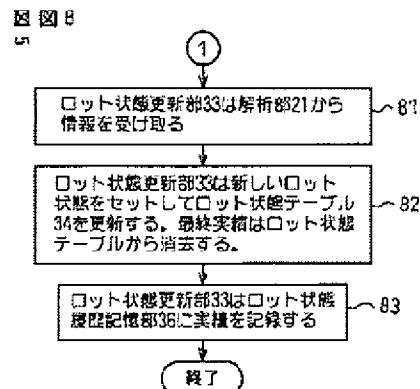 図8
1
ロット状態更新部33は解析部21から
情報を受け取る
81
ロット状態更新部33は新しいロット
状態をセットしてロット状態テーブル
34を更新する。最終実績はロット状態
テーブルから消去する。
82
ロット状態更新部33はロット状態
履歴記憶部36に実績を記録する
83
終了